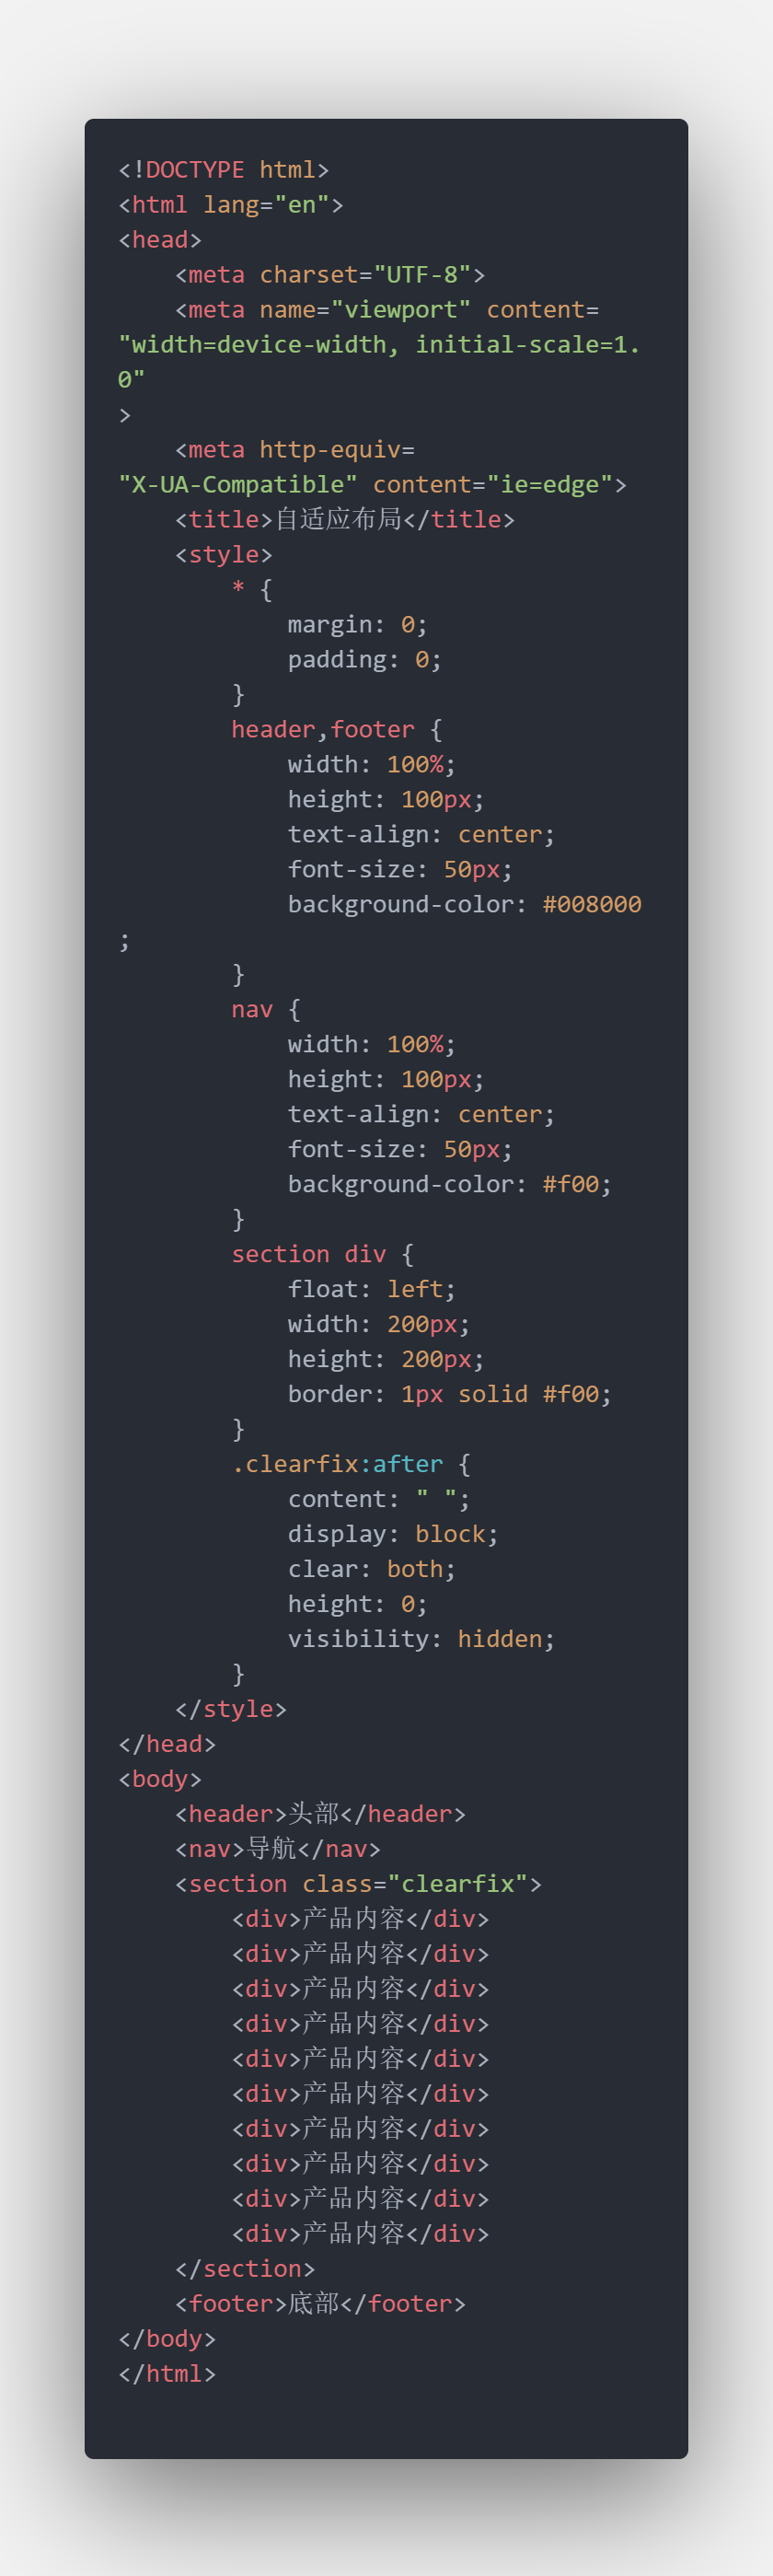 <!DOCTYPE html>
<html lang="en">
<head>
    <meta charset="UTF-8">
    <meta name="viewport" content=
"width=device-width, initial-scale=1.
0"
>
    <meta http-equiv=
"X-UA-Compatible" content="ie=edge">
    <title>自适应布局</title>
    <style>
        * {
            margin: 0;
            padding: 0;
        }
        header,footer {
            width: 100%;
            height: 100px;
            text-align: center;
            font-size: 50px;
            background-color: #008000
;
        }
        nav {
            width: 100%;
            height: 100px;
            text-align: center;
            font-size: 50px;
            background-color: #f00;
        }
        section div {
            float: left;
            width: 200px;
            height: 200px;
            border: 1px solid #f00;
        }
        .clearfix:after {
            content: " ";
            display: block;
            clear: both;
            height: 0;
            visibility: hidden;
        }
    </style>
</head>
<body>
    <header>头部</header>
    <nav>导航</nav>
    <section class="clearfix">
        <div>产品内容</div>
        <div>产品内容</div>
        <div>产品内容</div>
        <div>产品内容</div>
        <div>产品内容</div>
        <div>产品内容</div>
        <div>产品内容</div>
        <div>产品内容</div>
        <div>产品内容</div>
        <div>产品内容</div>
    </section>
    <footer>底部</footer>
</body>
</html>